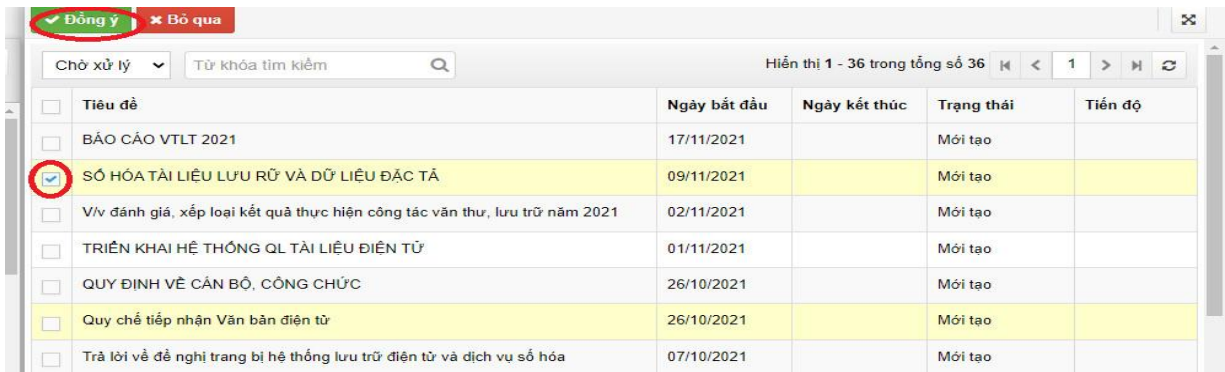 Đồng ý Bỏ qua
Chờ xử lý Từ khóa tìm kiếm Hiển thị 1 - 36 trong tổng số 36 1
Tiêu đề Ngày bắt đầu Ngày kết thúc Trạng thái Tiến độ
BÁO CÁO VTLT 2021 17/11/2021 Mới tạo
SỐ HÓA TÀI LIỆU LƯU RỮ VÀ DỮ LIỆU ĐẶC TẢ 09/11/2021 Mới tạo
V/v đánh giá, xếp loại kết quả thực hiện công tác văn thư, lưu trữ năm 2021 02/11/2021 Mới tạo
TRIỂN KHAI HỆ THỐNG QL TÀI LIỆU ĐIỆN TỬ 01/11/2021 Mới tạo
QUY ĐỊNH VỀ CÁN BỘ, CÔNG CHỨC 26/10/2021 Mới tạo
Quy chế tiếp nhận Văn bản điện tử 26/10/2021 Mới tạo
Trả lời về đề nghị trang bị hệ thống lưu trữ điện tử và dịch vụ số hóa 07/10/2021 Mới tạo